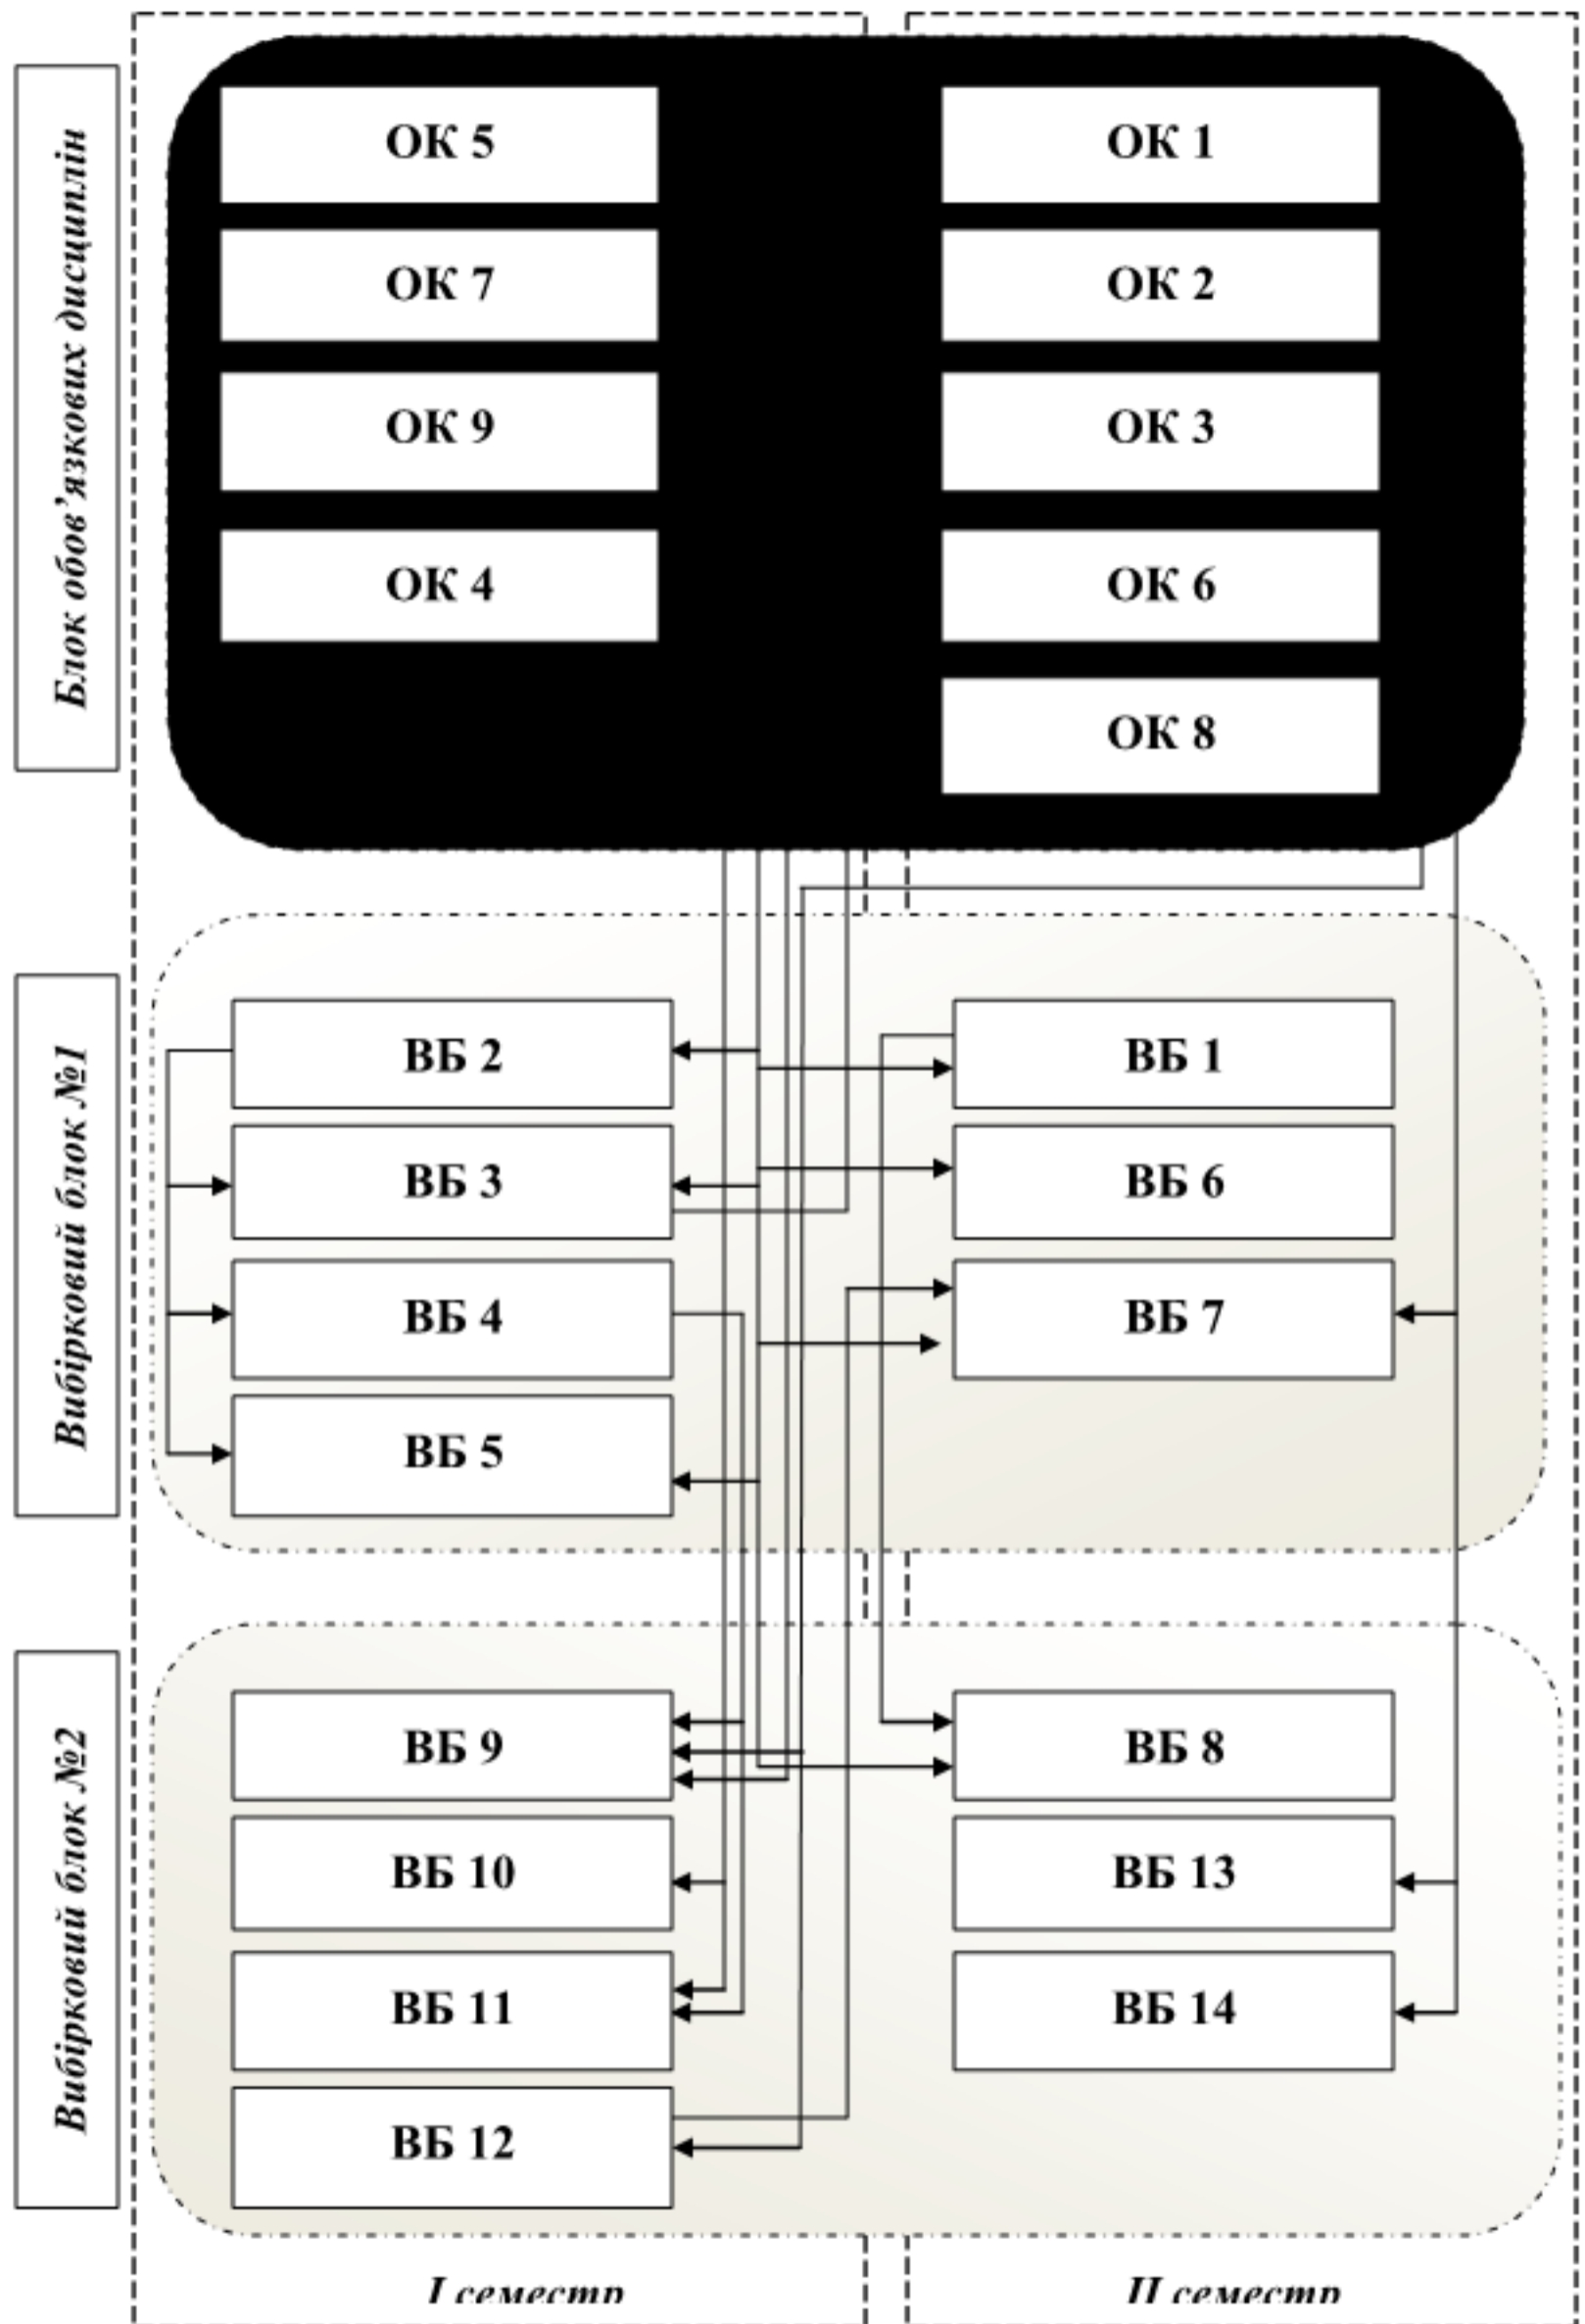 Блок обов’язкових дисциплін
ОК 5
ОК 1
ОК 7
ОК 2
ОК 9
ОК 3
ОК 4
ОК 6
ОК 8
Вибірковий блок №1
ВБ 2
ВБ 1
ВБ 3
ВБ 6
ВБ 4
ВБ 7
ВБ 5
Вибірковий блок №2
ВБ 9
ВБ 8
ВБ 10
ВБ 13
ВБ 11
ВБ 14
ВБ 12
І семестр
ІІ семестр